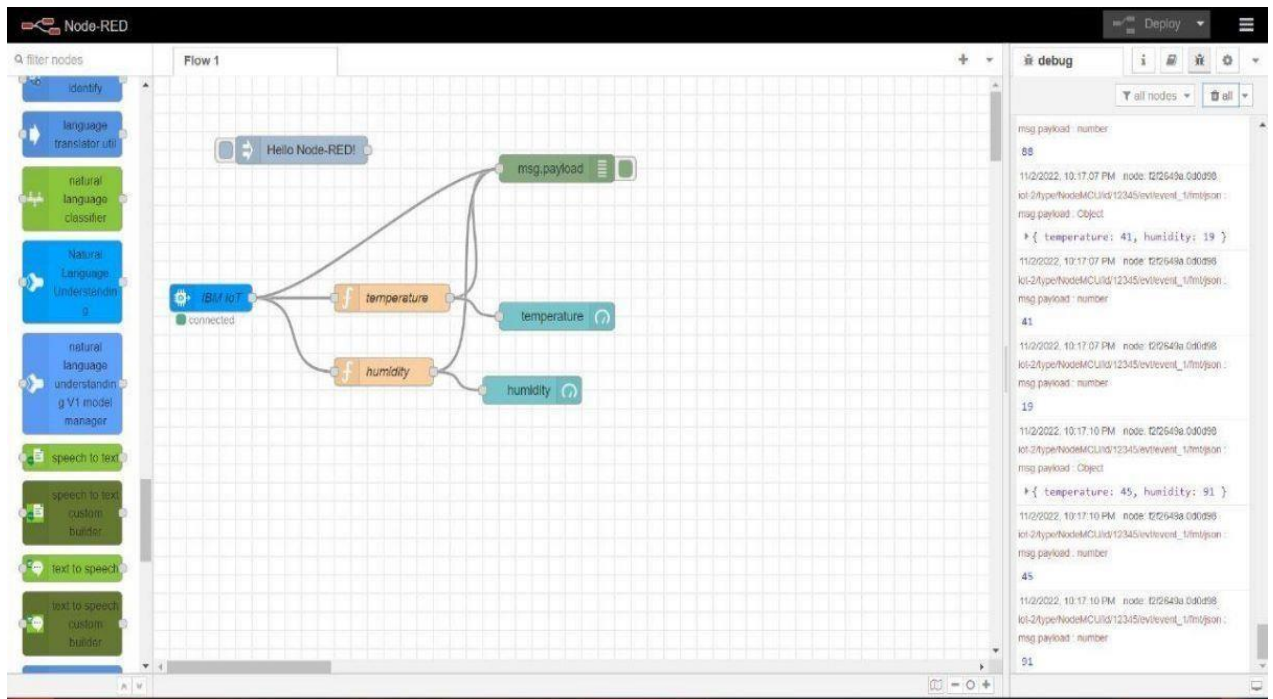 Node-RED
Deploy
filter nodes
identify
language
translator util
natural
language
classifier
Natural
Language
Understandin
g
natural
language
understandin
g V1 model
manager
speech to text
speech to text
custom
builder
text to speech
text to speech
custom
builder
Flow 1
Hello Node-RED!
msg.payload
IBM IoT
connected
temperature
temperature
humidity
humidity
debug
i
all nodes
all
msg.payload : number
88
11/2/2022, 10:17:07 PM node: f2f2649a.0d0d98
iot-2/type/NodeMCU/id/12345/evt/event_1/fmt/json :
msg.payload : Object
{ temperature: 41, humidity: 19 }
11/2/2022, 10:17:07 PM node: f2f2649a.0d0d98
iot-2/type/NodeMCU/id/12345/evt/event_1/fmt/json :
msg.payload : number
41
11/2/2022, 10:17:07 PM node: f2f2649a.0d0d98
iot-2/type/NodeMCU/id/12345/evt/event_1/fmt/json :
msg.payload : number
19
11/2/2022, 10:17:10 PM node: f2f2649a.0d0d98
iot-2/type/NodeMCU/id/12345/evt/event_1/fmt/json :
msg.payload : Object
{ temperature: 45, humidity: 91 }
11/2/2022, 10:17:10 PM node: f2f2649a.0d0d98
iot-2/type/NodeMCU/id/12345/evt/event_1/fmt/json :
msg.payload : number
45
11/2/2022, 10:17:10 PM node: f2f2649a.0d0d98
iot-2/type/NodeMCU/id/12345/evt/event_1/fmt/json :
msg.payload : number
91